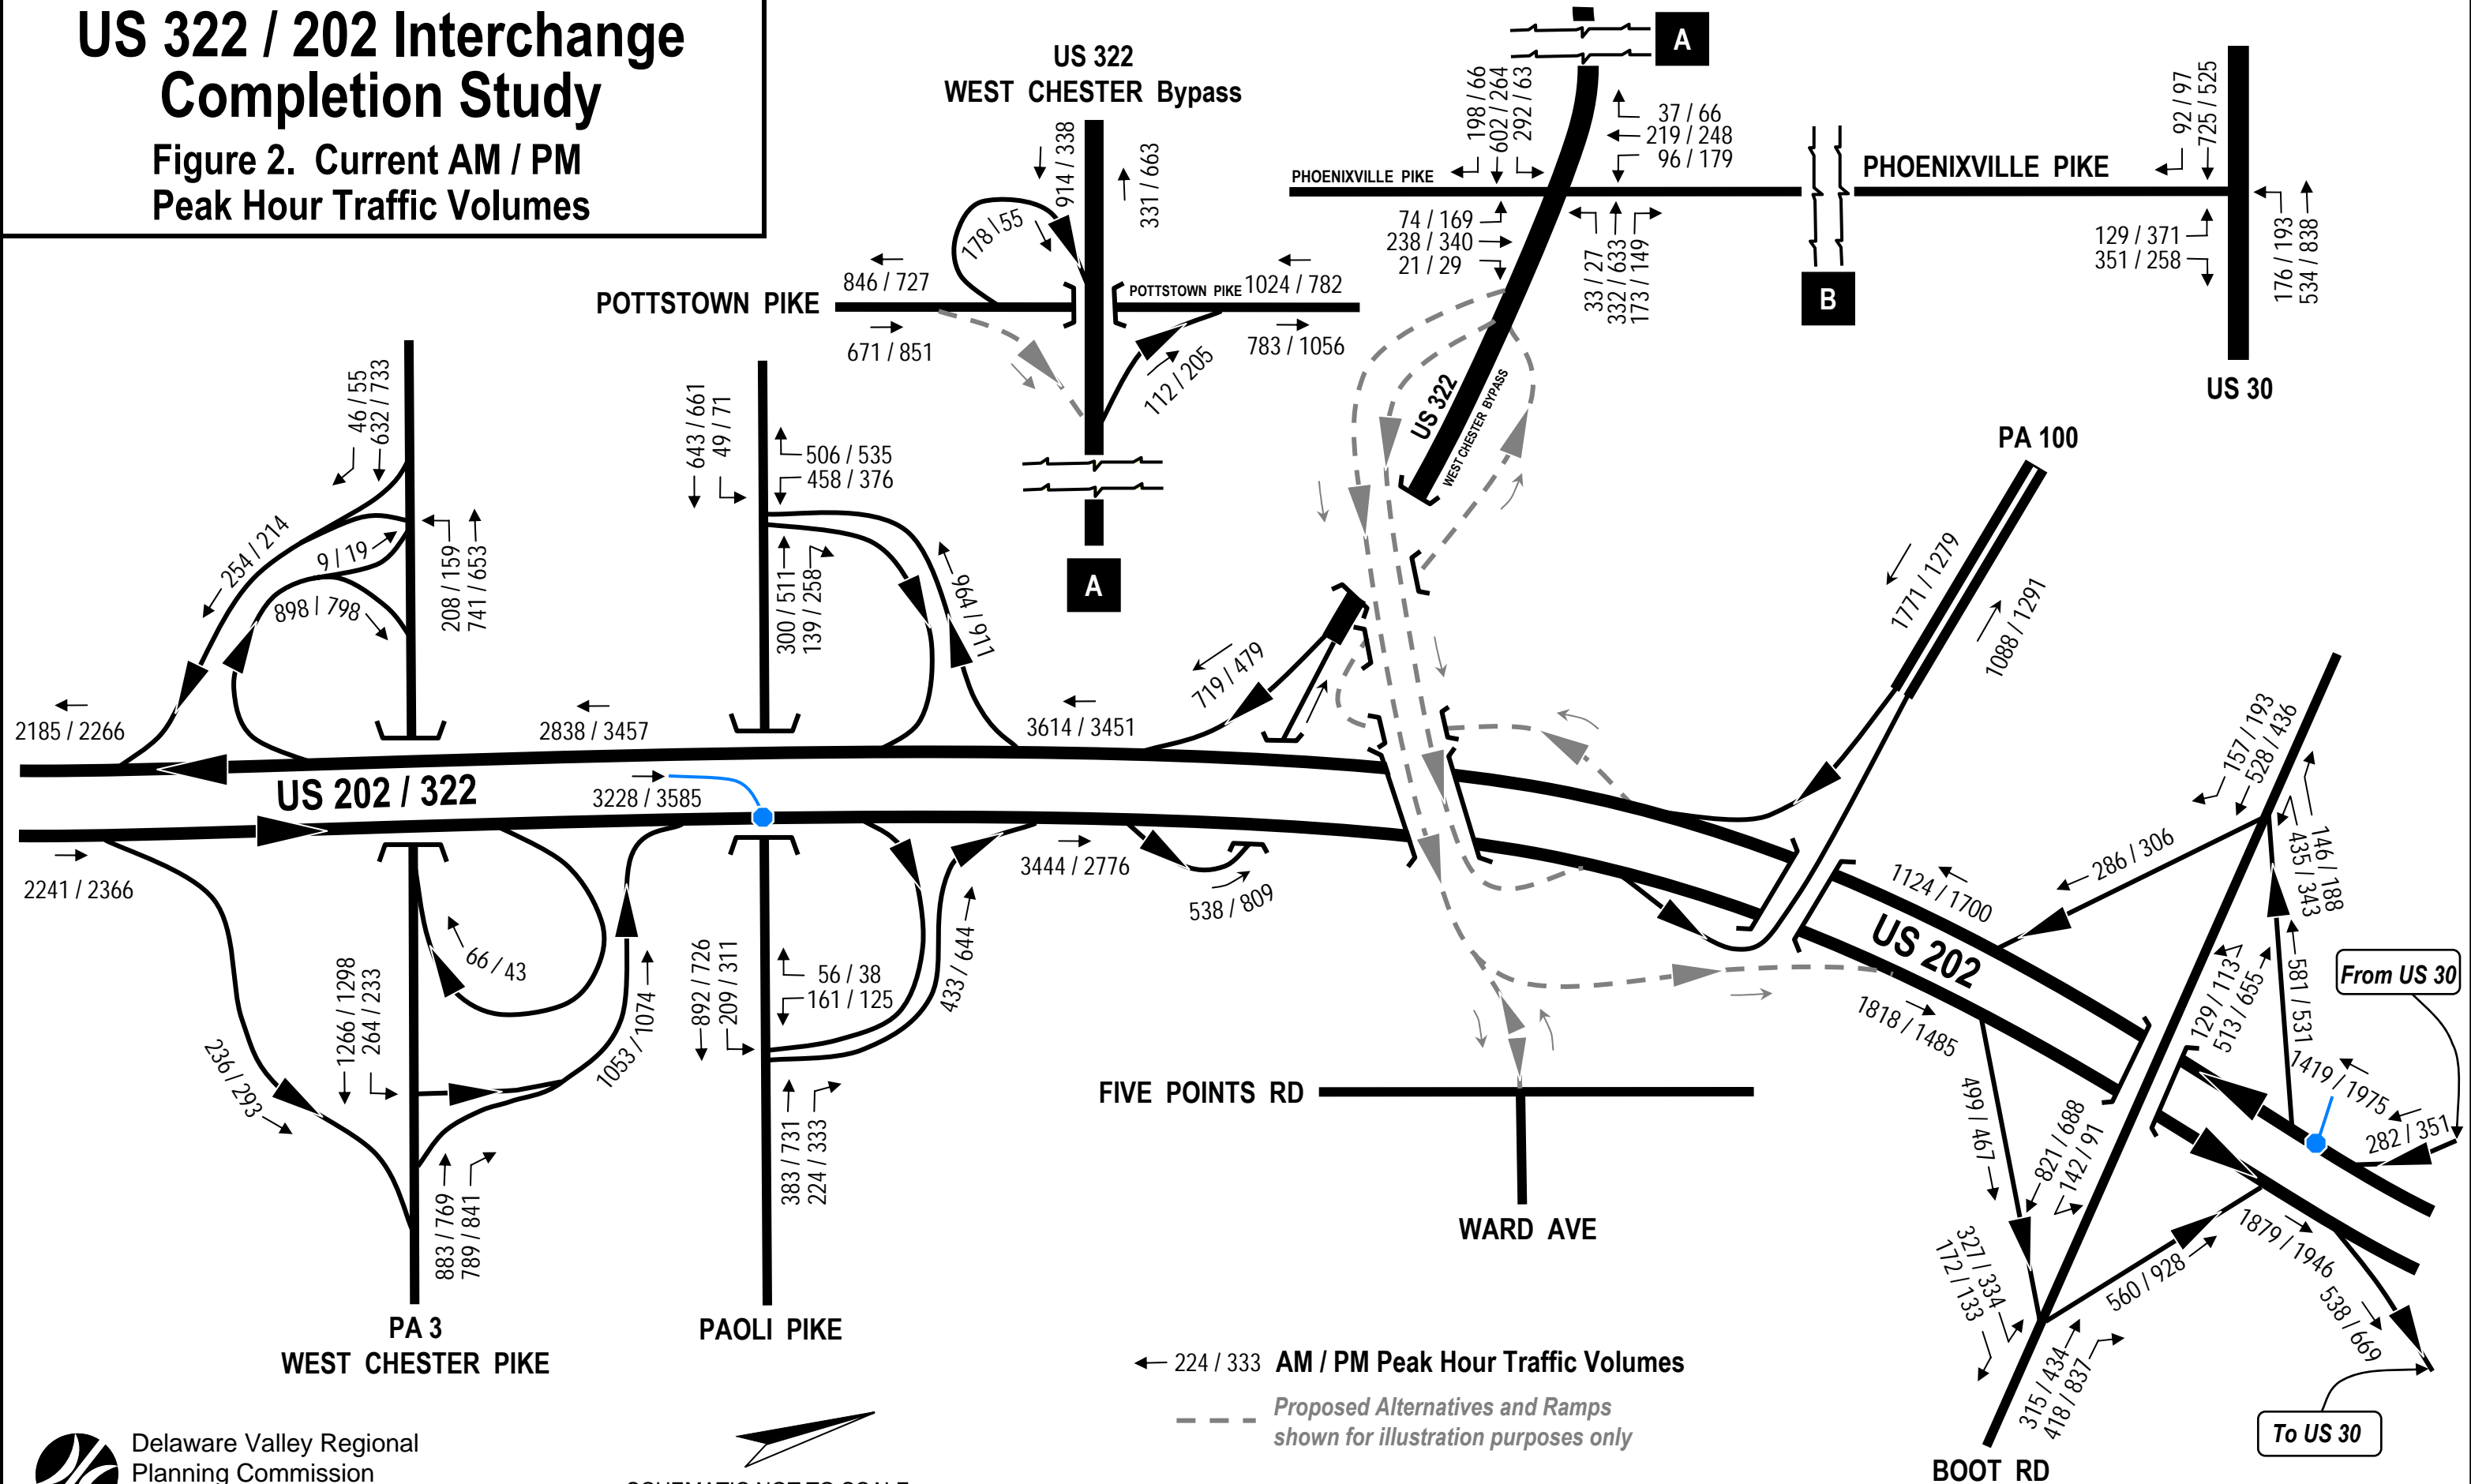 US 322 / 202 Interchange
Completion Study
Figure 2. Current AM / PM
Peak Hour Traffic Volumes
US 322
WEST CHESTER Bypass
914 / 338
331 / 663
178 | 55
846 / 727
POTTSTOWN PIKE
671 / 851
POTTSTOWN PIKE
1024 / 782
783 / 1056
112 / 205
A
A
198 / 66
602 / 264
292 / 63
37 / 66
219 / 248
96 / 179
PHOENIXVILLE PIKE
74 / 169
238 / 340
21 / 29
33 / 27
332 / 633
173 / 149
B
PHOENIXVILLE PIKE
92 / 97
725 / 525
129 / 371
351 / 258
176 / 193
534 / 838
US 30
US 322
WEST CHESTER BYPASS
PA 100
1771 / 1279
1088 / 1291
46 / 55
632 / 733
254 / 214
9 / 19
898 | 798
208 / 159
741 / 653
643 / 661
49 / 71
506 / 535
458 / 376
300 / 511
139 / 258
964 / 911
719 / 479
2185 / 2266
2838 / 3457
3614 / 3451
US 202 / 322
3228 / 3585
2241 / 2366
3444 / 2776
538 / 809
236 / 293
1266 / 1298
264 / 233
66 / 43
1053 / 1074
883 / 769
789 / 841
PA 3
WEST CHESTER PIKE
892 / 726
209 / 311
56 / 38
161 / 125
433 / 644
383 / 731
224 / 333
PAOLI PIKE
FIVE POINTS RD
WARD AVE
1124 / 1700
US 202
1818 / 1485
286 / 306
157 / 193
528 / 436
146 / 188
435 / 343
129 / 113
513 / 655
581 / 531
From US 30
1419 / 1975
282 / 351
499 / 467
821 / 688
142 / 91
327 / 334
172 / 133
315 / 434
418 / 837
560 / 928
1879 / 1946
538 / 669
To US 30
BOOT RD
224 / 333 AM / PM Peak Hour Traffic Volumes
Proposed Alternatives and Ramps
shown for illustration purposes only
Delaware Valley Regional
Planning Commission
SCHEMATIC NOT TO SCALE